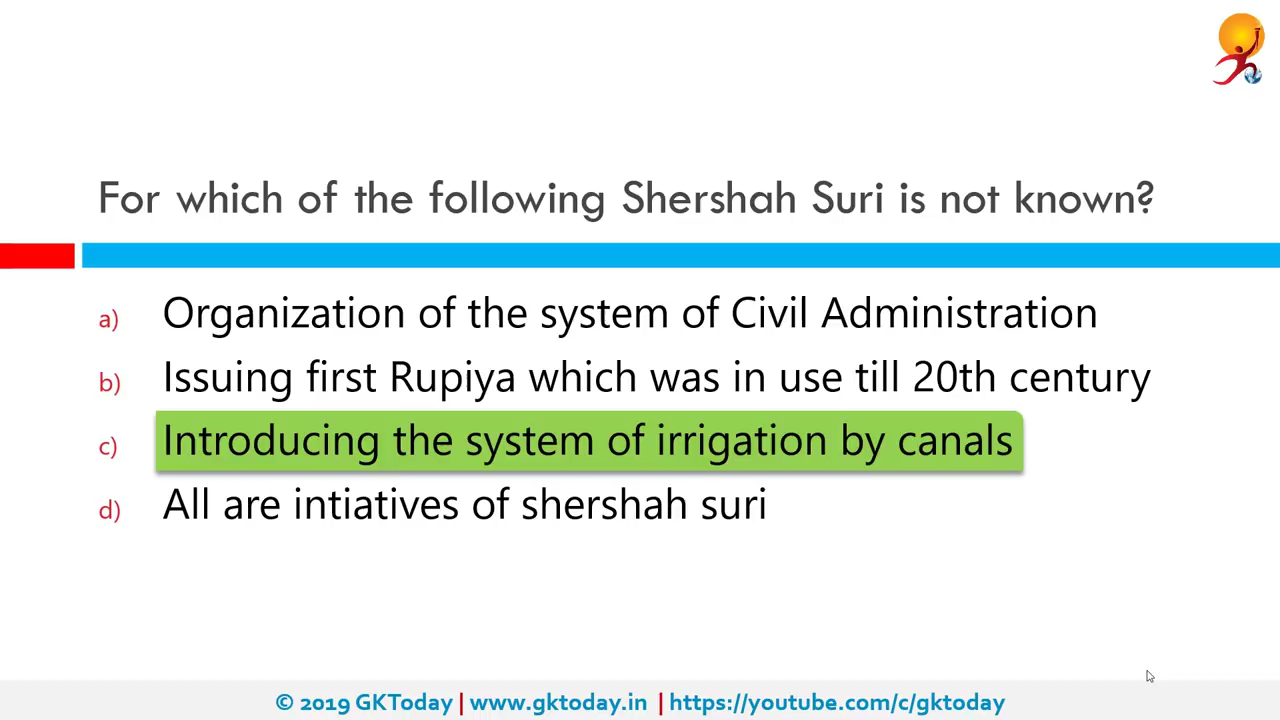 For which of the following Shershah Suri is not known?
a) Organization of the system of Civil Administration
b) Issuing first Rupiya which was in use till 20th century
c) Introducing the system of irrigation by canals
d) All are intiatives of shershah suri
© 2019 GKToday | www.gktoday.in | https://youtube.com/c/gktoday